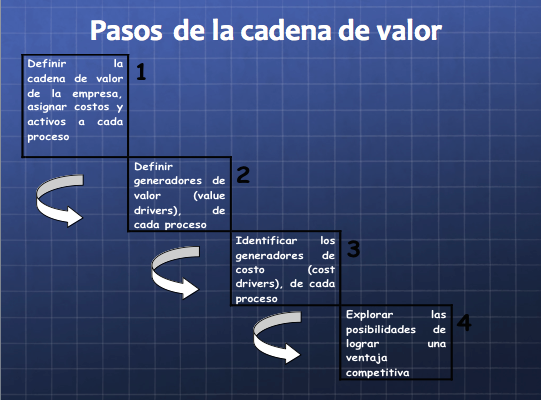 Pasos de la cadena de valor
Definir la
cadena de valor
de la empresa,
asignar costos y
activos a cada
proceso
1
Definir
generadores de
valor (value
drivers), de
cada proceso
2
Identificar los
generadores de
costo (cost
drivers), de cada
proceso
3
Explorar las
posibilidades de
lograr una
ventaja
competitiva
4